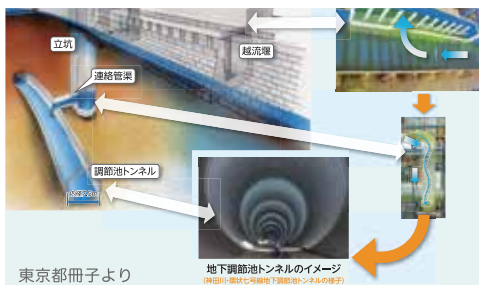 立坑
越流堰
連絡管渠
調節池トンネル
地下調節池トンネルのイメージ
(神田川・環状七号線地下調節池トンネルの様子)
東京都冊子より